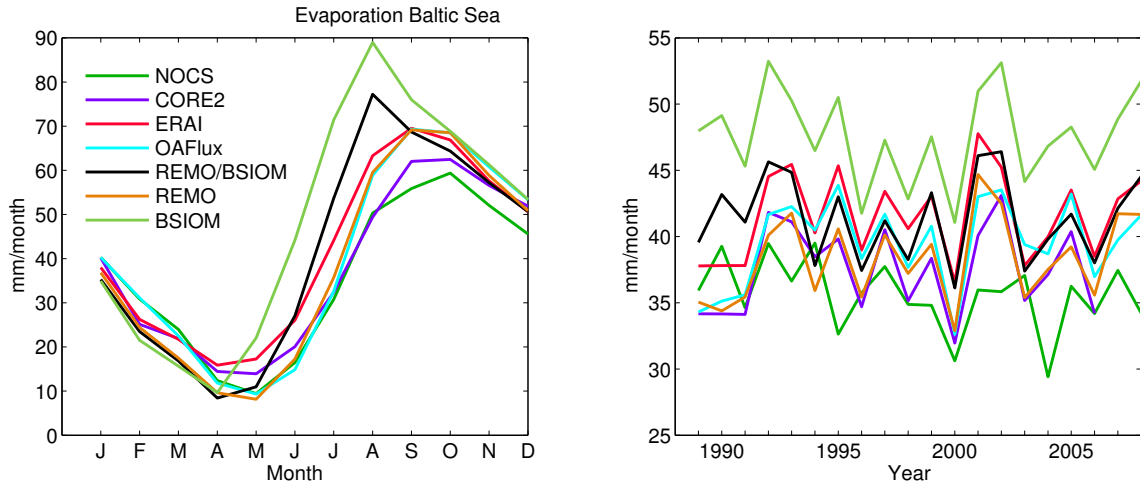 Evaporation Baltic Sea
90
80
70
60
50
40
30
20
10
0
mm/month
NOCS
CORE2
ERAI
OAFlux
REMO/BSIOM
REMO
BSIOM
J F M A M J J A S O N D
Month
55
50
45
40
35
30
25
mm/month
1990 1995 2000 2005
Year